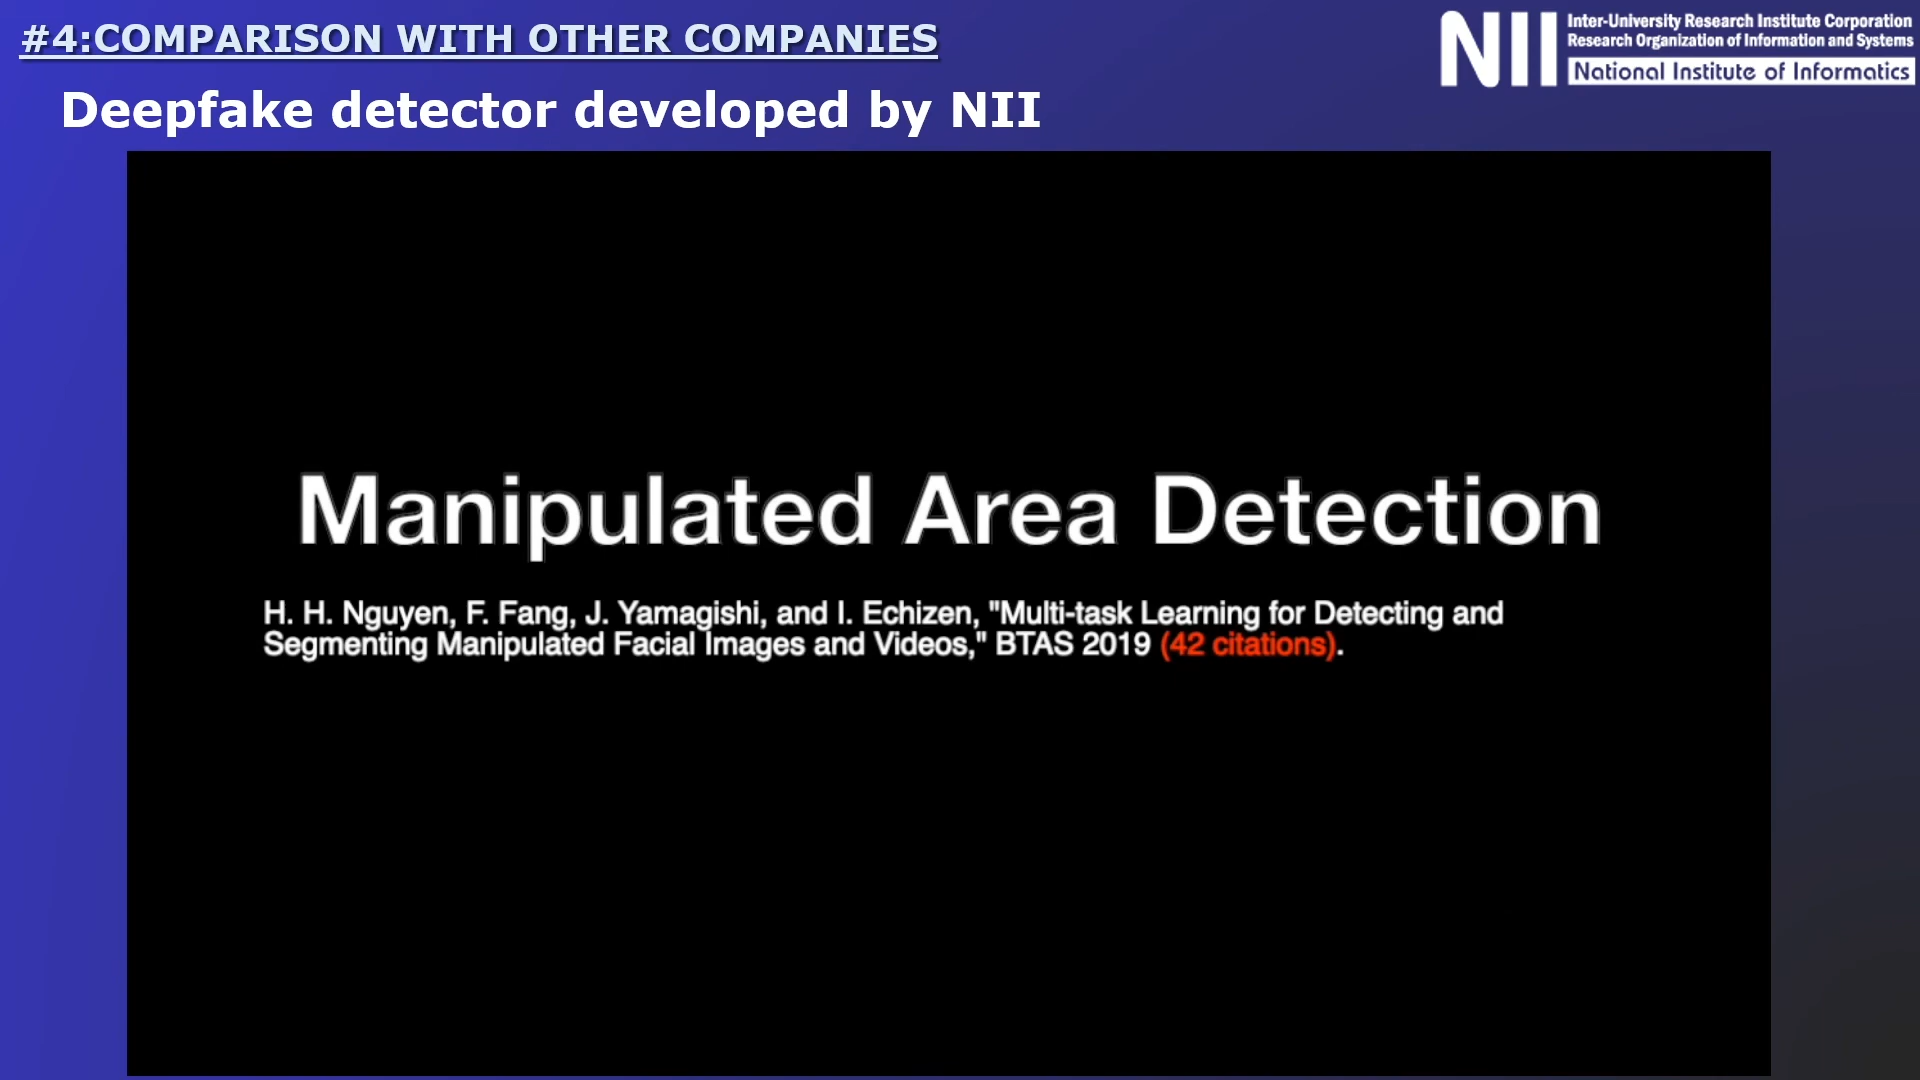 #4:COMPARISON WITH OTHER COMPANIES
Inter-University Research Institute Corporation
Research Organization of Information and Systems
NII
National Institute of Informatics
Deepfake detector developed by NII
Manipulated Area Detection
H. H. Nguyen, F. Fang, J. Yamagishi, and I. Echizen, "Multi-task Learning for Detecting and
Segmenting Manipulated Facial Images and Videos," BTAS 2019 (42 citations).